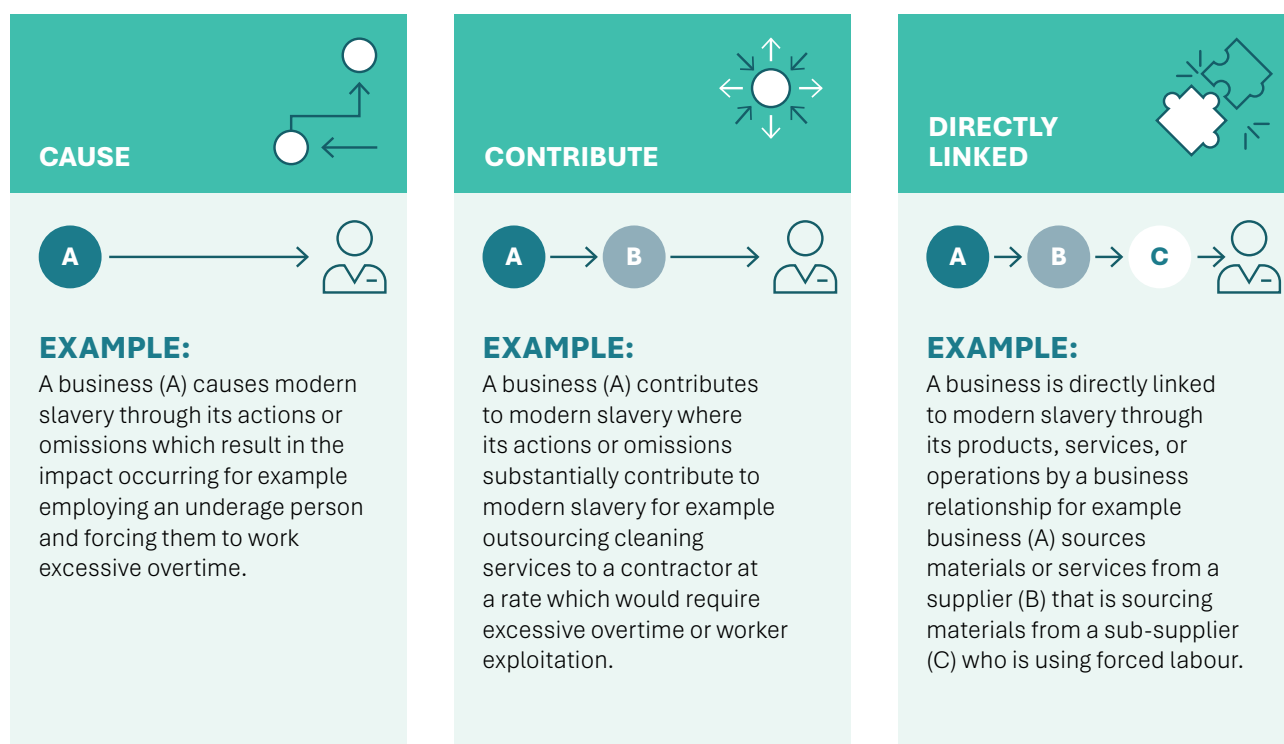 CAUSE
A
EXAMPLE:
A business (A) causes modern
slavery through its actions or
omissions which result in the
impact occurring for example
employing an underage person
and forcing them to work
excessive overtime.
CONTRIBUTE
A B
EXAMPLE:
A business (A) contributes
to modern slavery where
its actions or omissions
substantially contribute to
modern slavery for example
outsourcing cleaning
services to a contractor at
a rate which would require
excessive overtime or worker
exploitation.
DIRECTLY
LINKED
A B C
EXAMPLE:
A business is directly linked
to modern slavery through
its products, services, or
operations by a business
relationship for example
business (A) sources
materials or services from a
supplier (B) that is sourcing
materials from a sub-supplier
(C) who is using forced labour.